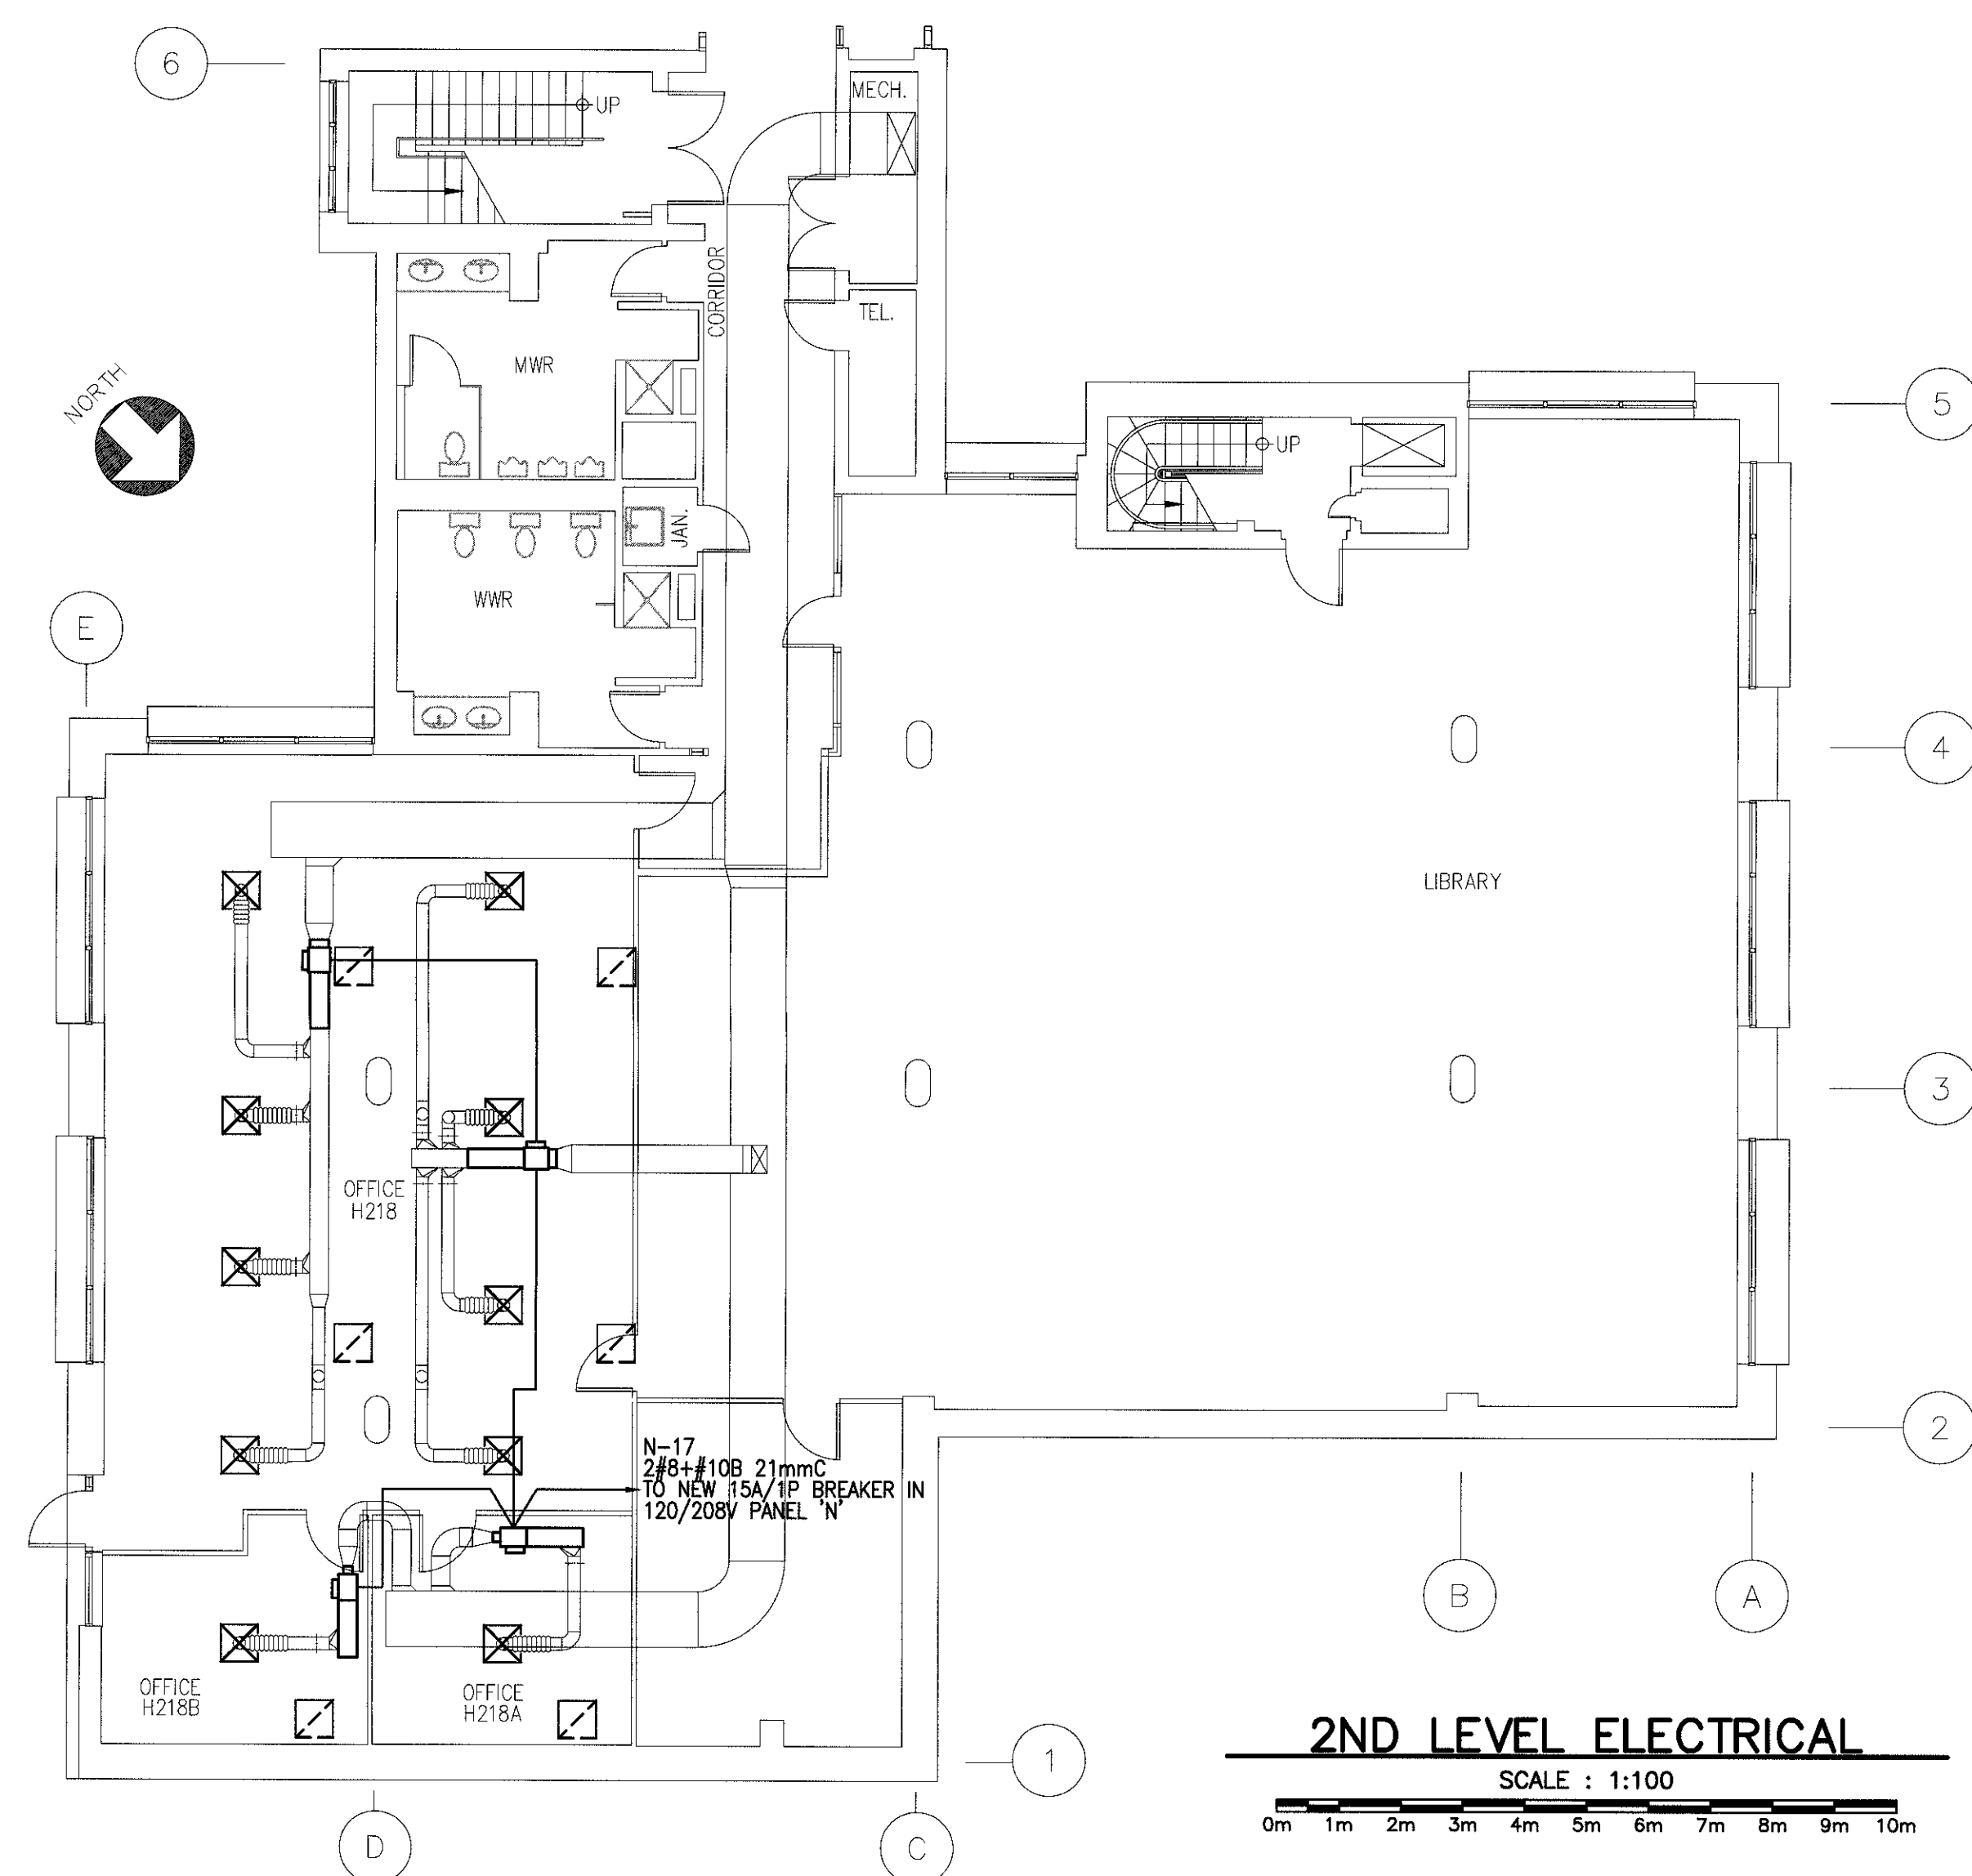 6
UP
MECH.
CORRIDOR
TEL.
NORTH
MWR
5
UP
JAN.
WWR
E
4
LIBRARY
3
OFFICE
H218
2
N-17
2#8+#10B 21mmC
TO NEW 15A/1P BREAKER IN
120/208V PANEL 'N'
B
A
OFFICE
H218B
OFFICE
H218A
1
2ND LEVEL ELECTRICAL
SCALE : 1:100
0m 1m 2m 3m 4m 5m 6m 7m 8m 9m 10m
D
C